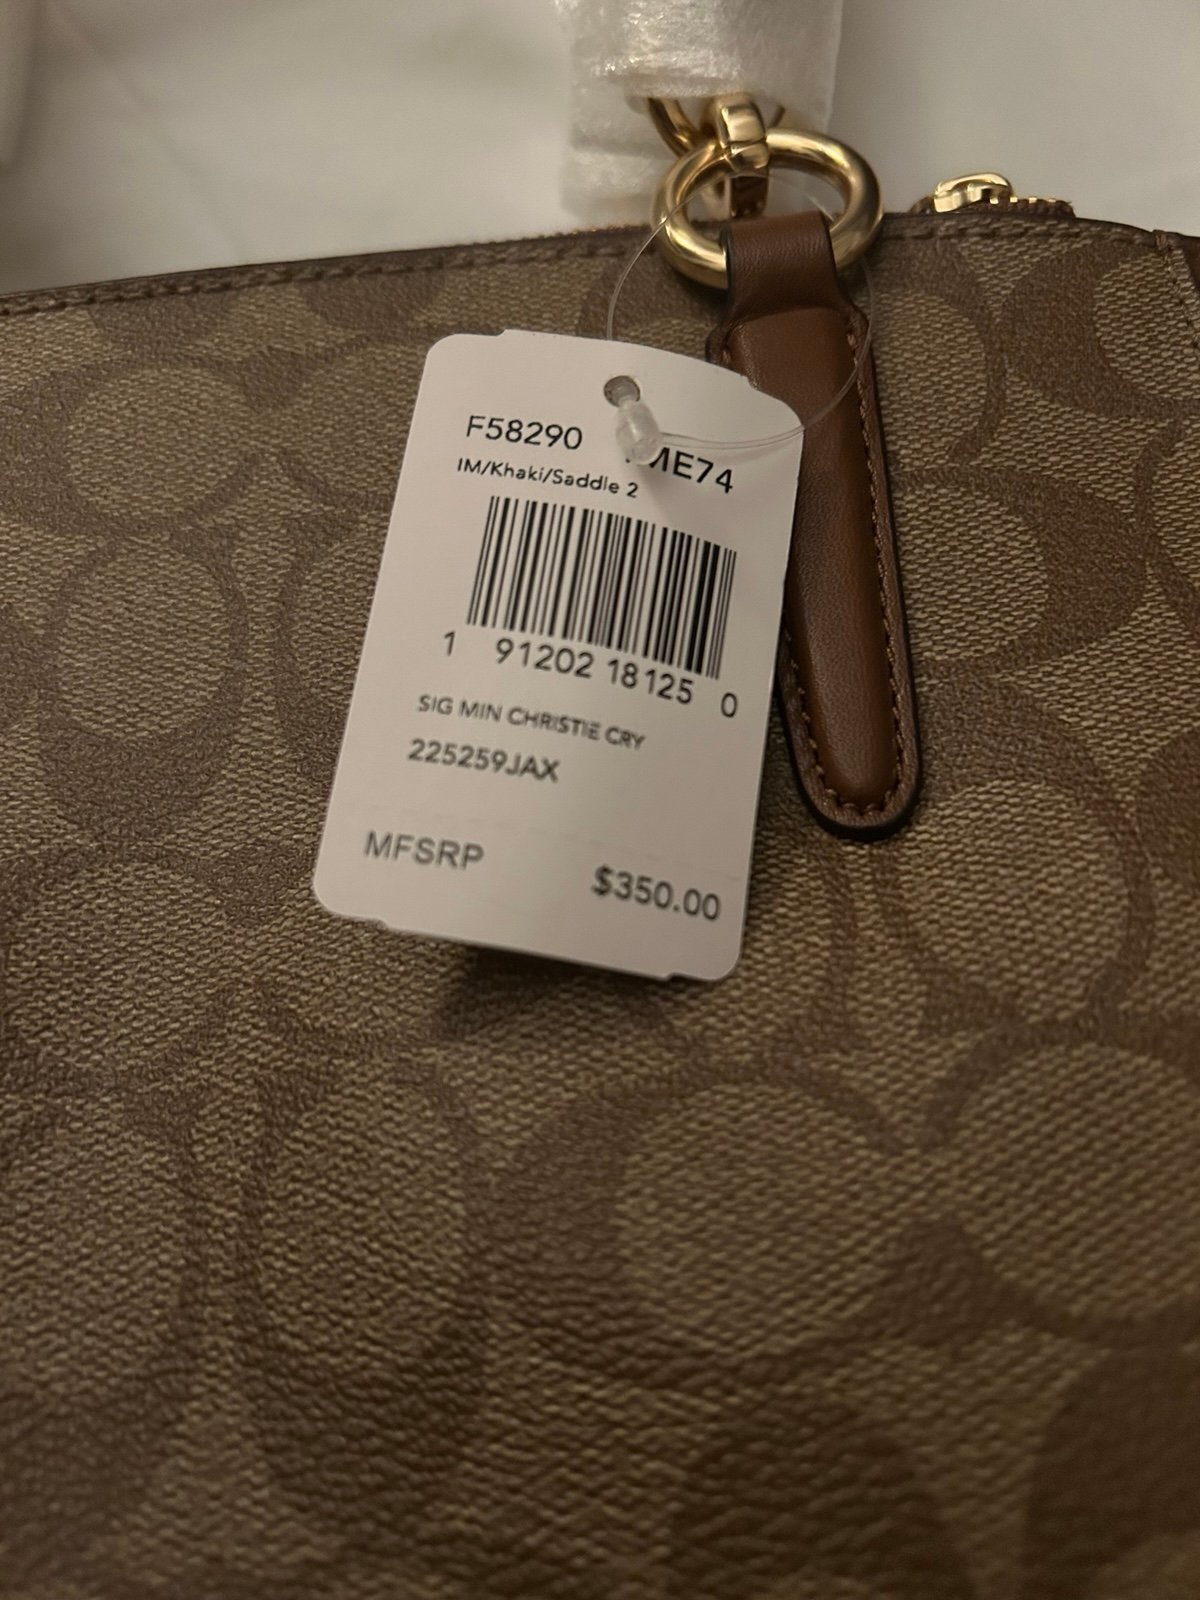 F58290
IM/Khaki/Saddle 2
1 91202 18125 0
SIG MIN CHRISTIE CRY
225259JAX
MFSRP
$350.00